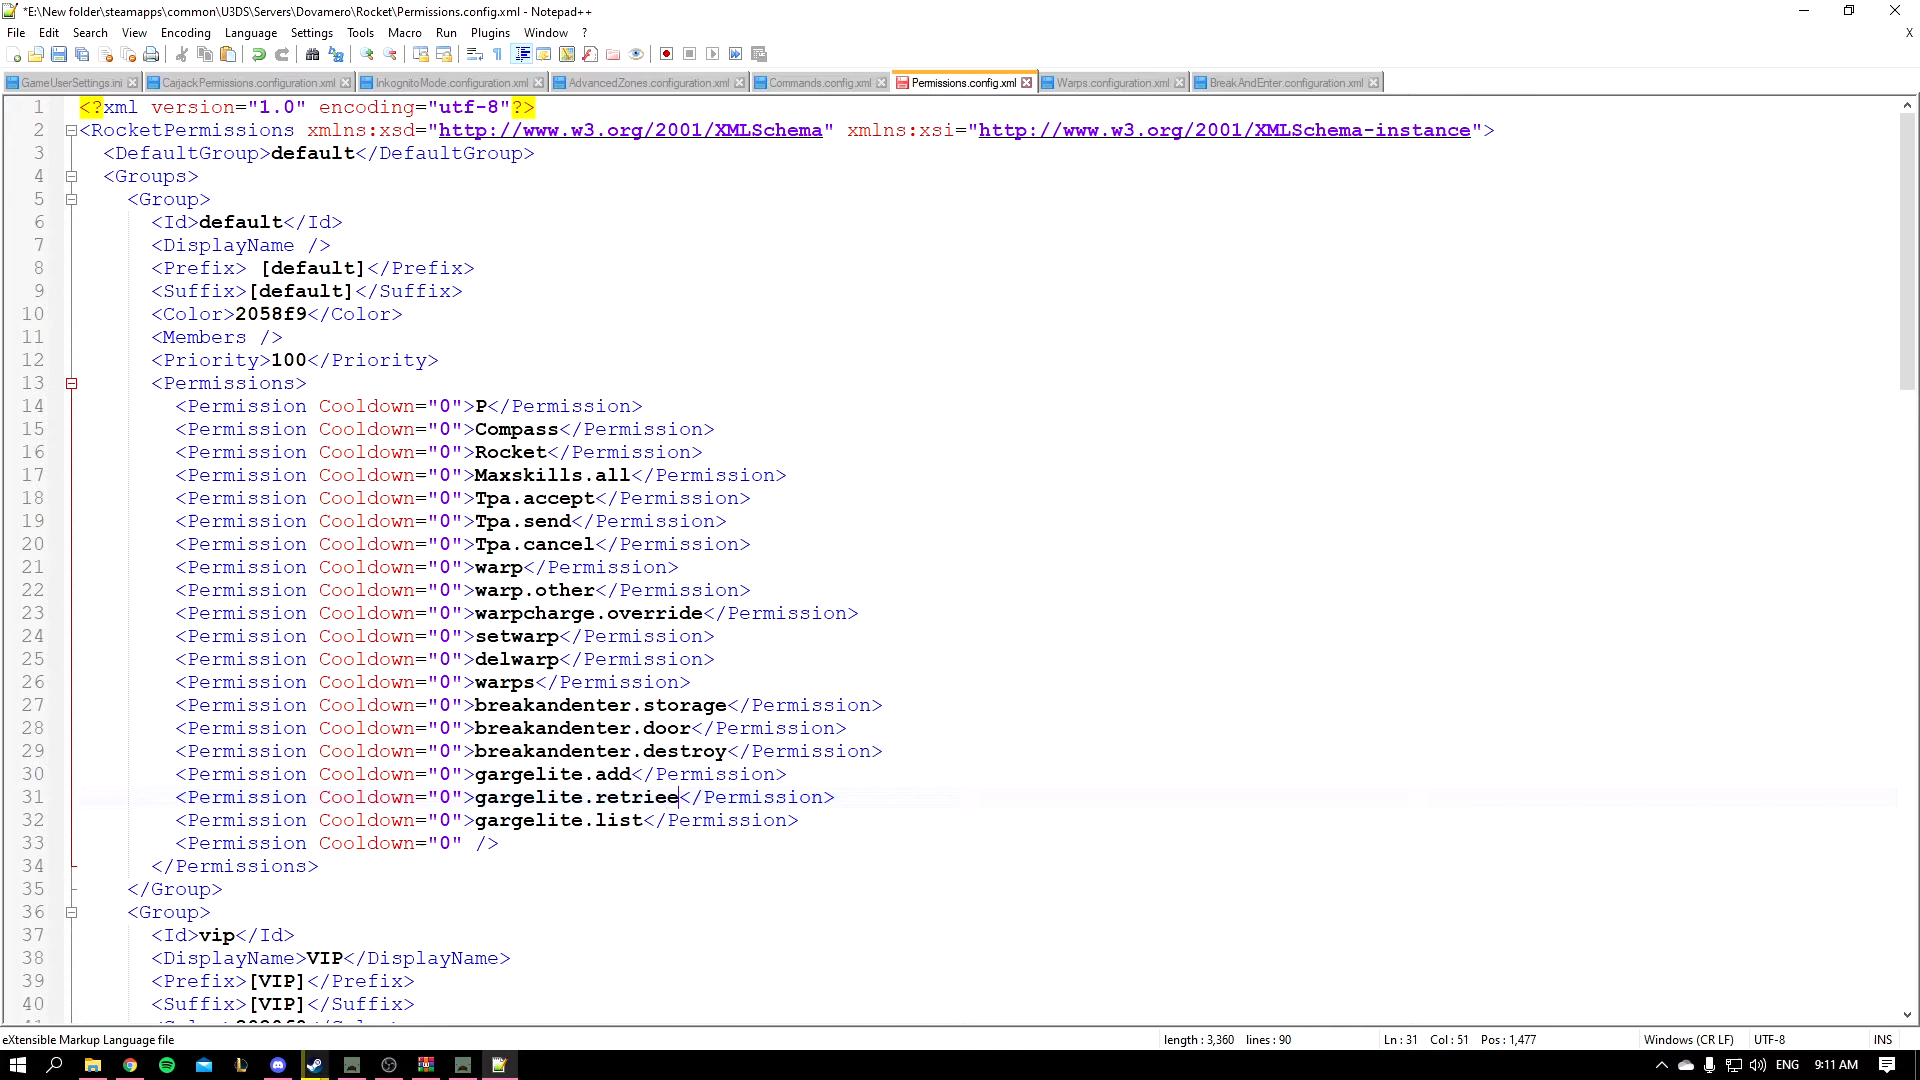 *E:\New folder\steamapps\common\U3DS\Servers\Dovamero\Rocket\Permissions.config.xml - Notepad++
File Edit Search View Encoding Language Settings Tools Macro Run Plugins Window ? X
GameUserSettings.ini CarjackPermissions.configuration.xml InkognitoMode.configuration.xml AdvancedZones.configuration.xml Commands.config.xml Permissions.config.xml Warps.configuration.xml BreakAndEnter.configuration.xml
1 <?xml version="1.0" encoding="utf-8"?>
2 <RocketPermissions xmlns:xsd="http://www.w3.org/2001/XMLSchema" xmlns:xsi="http://www.w3.org/2001/XMLSchema-instance">
3 <DefaultGroup>default</DefaultGroup>
4 <Groups>
5 <Group>
6 <Id>default</Id>
7 <DisplayName />
8 <Prefix> [default]</Prefix>
9 <Suffix>[default]</Suffix>
10 <Color>2058f9</Color>
11 <Members />
12 <Priority>100</Priority>
13 <Permissions>
14 <Permission Cooldown="0">P</Permission>
15 <Permission Cooldown="0">Compass</Permission>
16 <Permission Cooldown="0">Rocket</Permission>
17 <Permission Cooldown="0">Maxskills.all</Permission>
18 <Permission Cooldown="0">Tpa.accept</Permission>
19 <Permission Cooldown="0">Tpa.send</Permission>
20 <Permission Cooldown="0">Tpa.cancel</Permission>
21 <Permission Cooldown="0">warp</Permission>
22 <Permission Cooldown="0">warp.other</Permission>
23 <Permission Cooldown="0">warpcharge.override</Permission>
24 <Permission Cooldown="0">setwarp</Permission>
25 <Permission Cooldown="0">delwarp</Permission>
26 <Permission Cooldown="0">warps</Permission>
27 <Permission Cooldown="0">breakandenter.storage</Permission>
28 <Permission Cooldown="0">breakandenter.door</Permission>
29 <Permission Cooldown="0">breakandenter.destroy</Permission>
30 <Permission Cooldown="0">gargelite.add</Permission>
31 <Permission Cooldown="0">gargelite.retriee</Permission>
32 <Permission Cooldown="0">gargelite.list</Permission>
33 <Permission Cooldown="0" />
34 </Permissions>
35 </Group>
36 <Group>
37 <Id>vip</Id>
38 <DisplayName>VIP</DisplayName>
39 <Prefix>[VIP]</Prefix>
40 <Suffix>[VIP]</Suffix>
eXtensible Markup Language file length : 3,360 lines : 90 Ln : 31 Col : 51 Pos : 1,477 Windows (CR LF) UTF-8 INS
ENG 9:11 AM